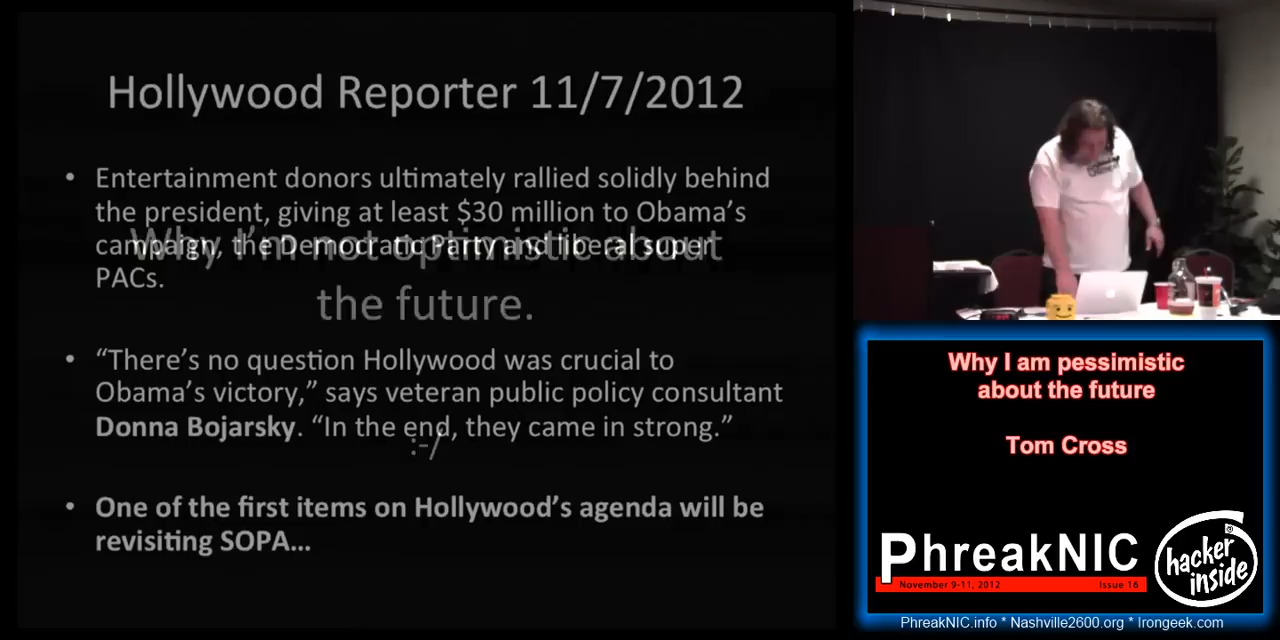 Hollywood Reporter 11/7/2012
• Entertainment donors ultimately rallied solidly behind
the president, giving at least $30 million to Obama's
campaign, the Democratic Party and liberal super
PACs.
Why I'm not optimistic about
the future.
• “There's no question Hollywood was crucial to
Obama's victory,” says veteran public policy consultant
Donna Bojarsky. “In the end, they came in strong.”
:-/
• One of the first items on Hollywood's agenda will be
revisiting SOPA…
Why I am pessimistic
about the future
Tom Cross
PhreakNIC
November 9-11, 2012 Issue 16
hacker
inside
PhreakNIC.info * Nashville2600.org * Irongeek.com